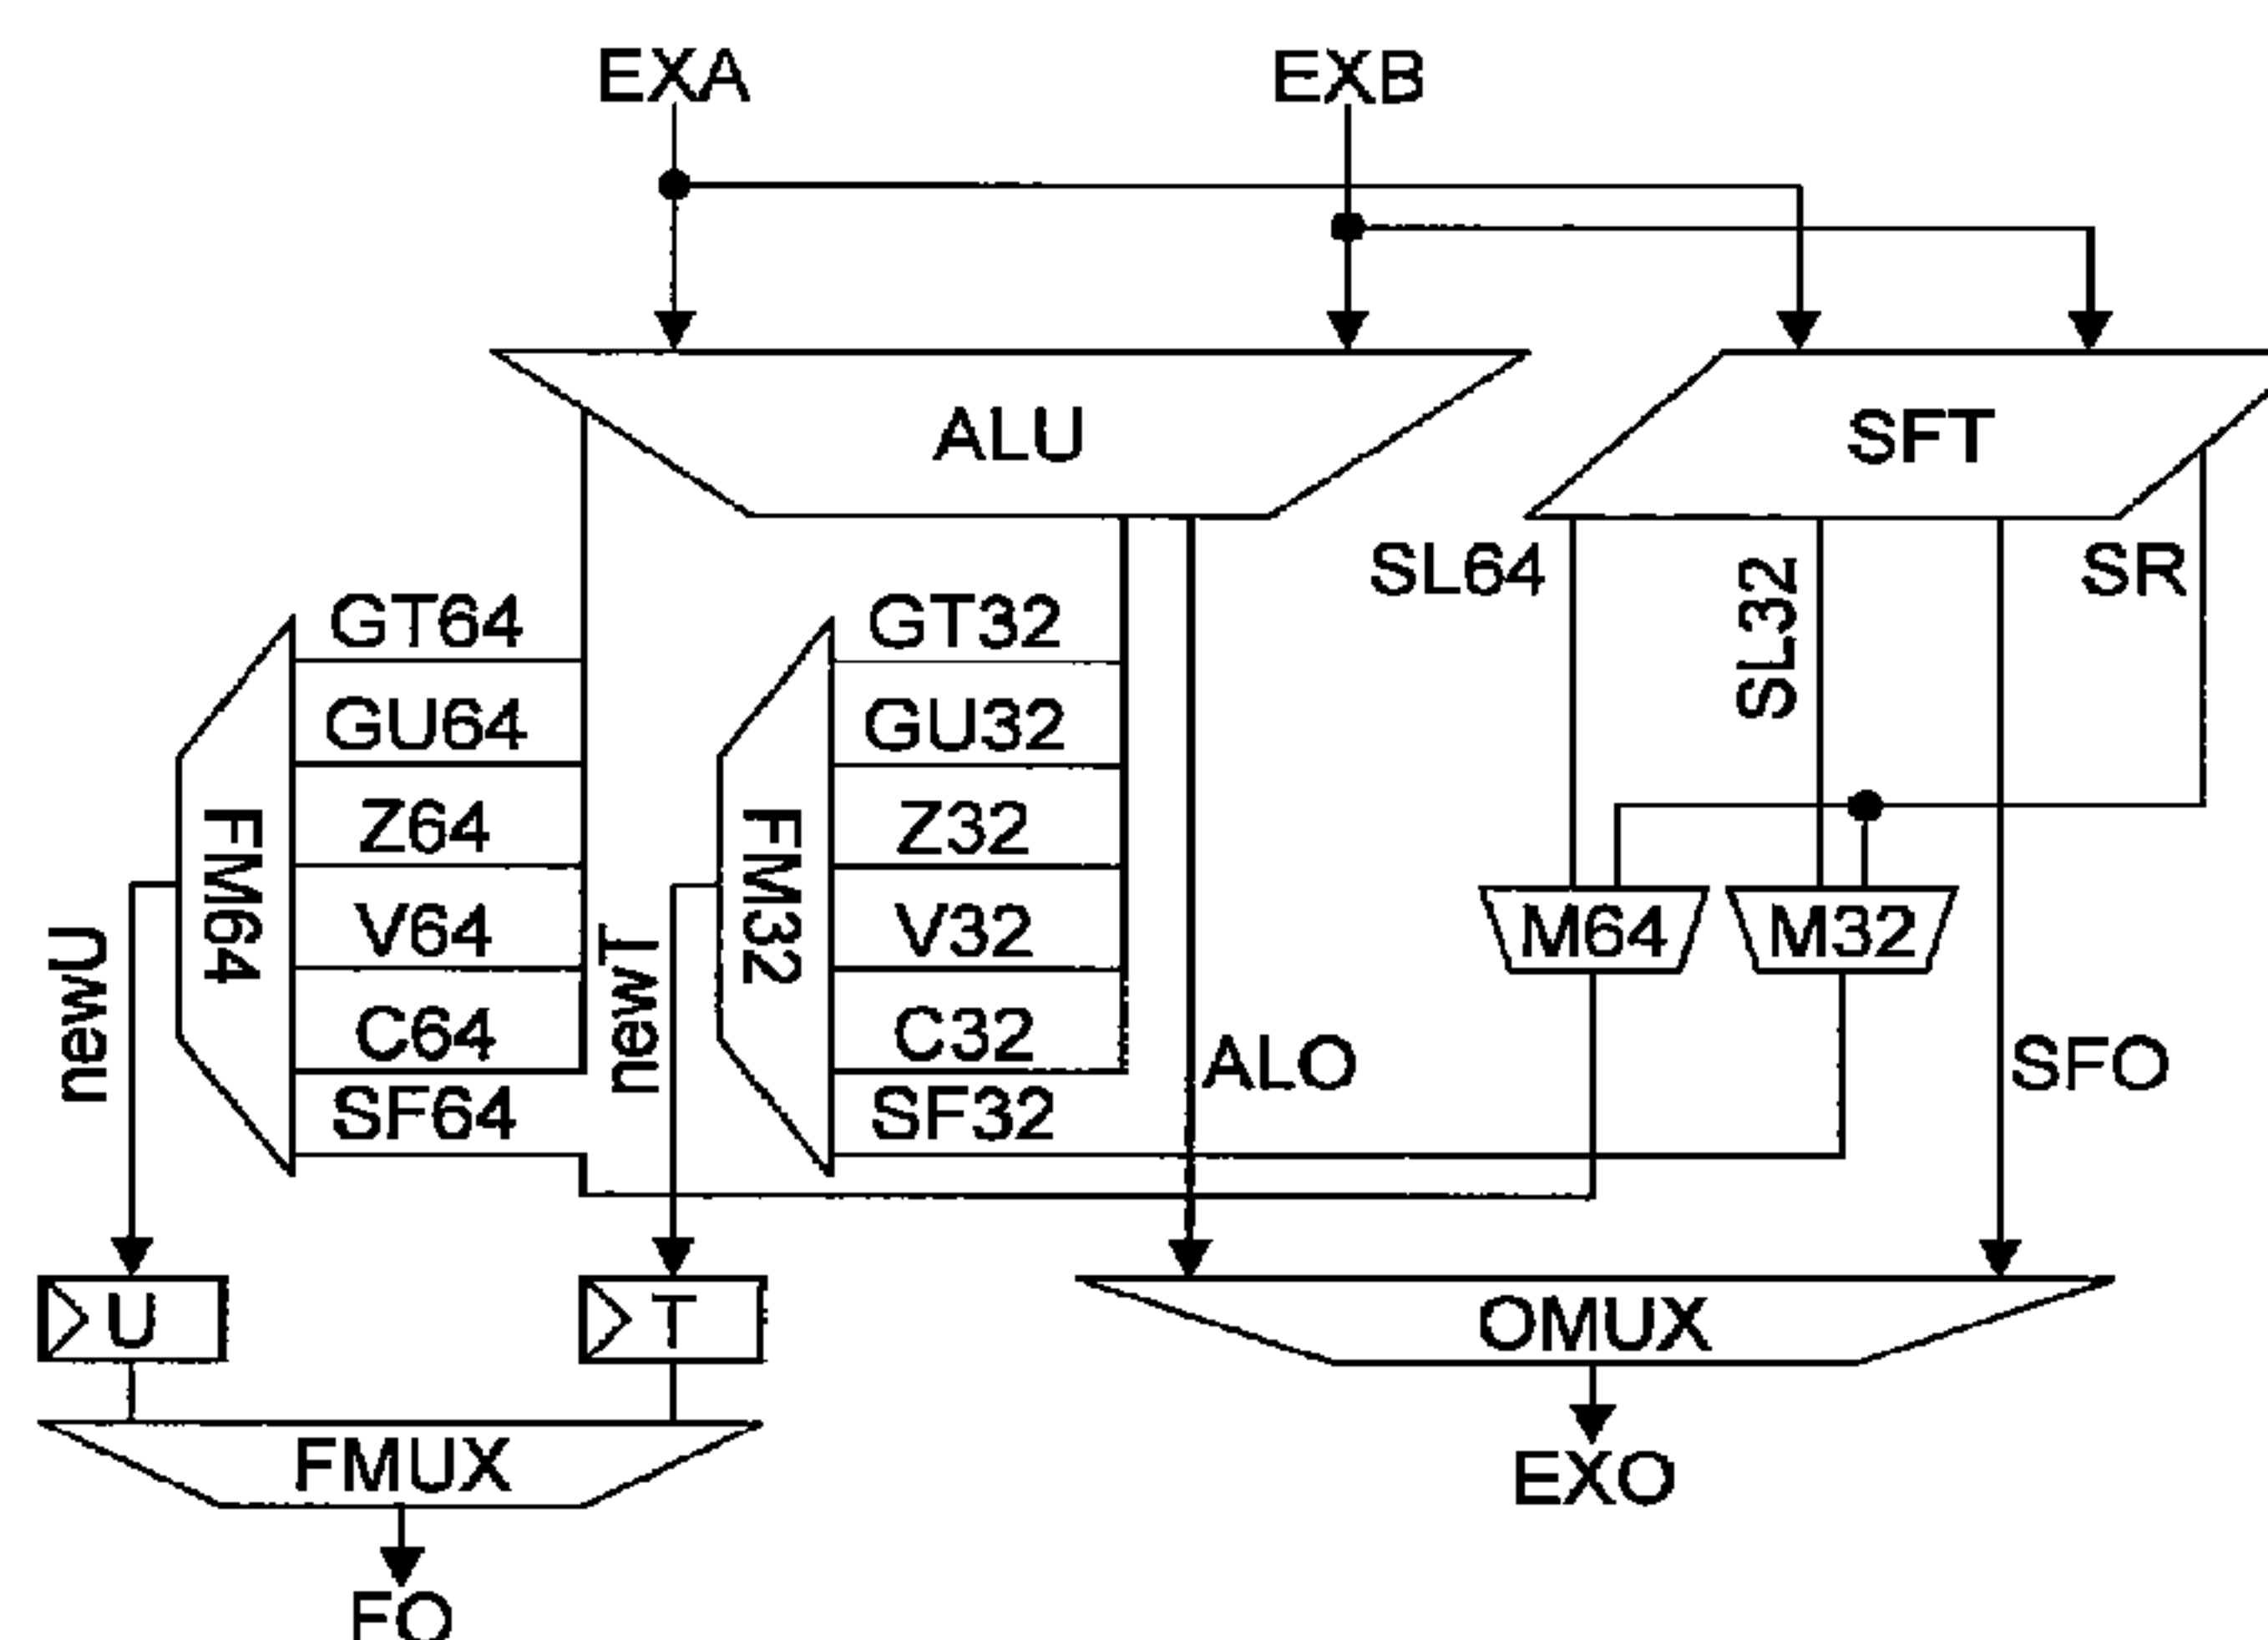 EXA
EXB
ALU
SFT
SL64
SL32
SR
GT64
GU64
Z64
V64
C64
SF64
FM64
newU
GT32
GU32
Z32
V32
C32
SF32
FM32
newT
M64
M32
ALO
SFO
U
T
OMUX
FMUX
EXO
FO